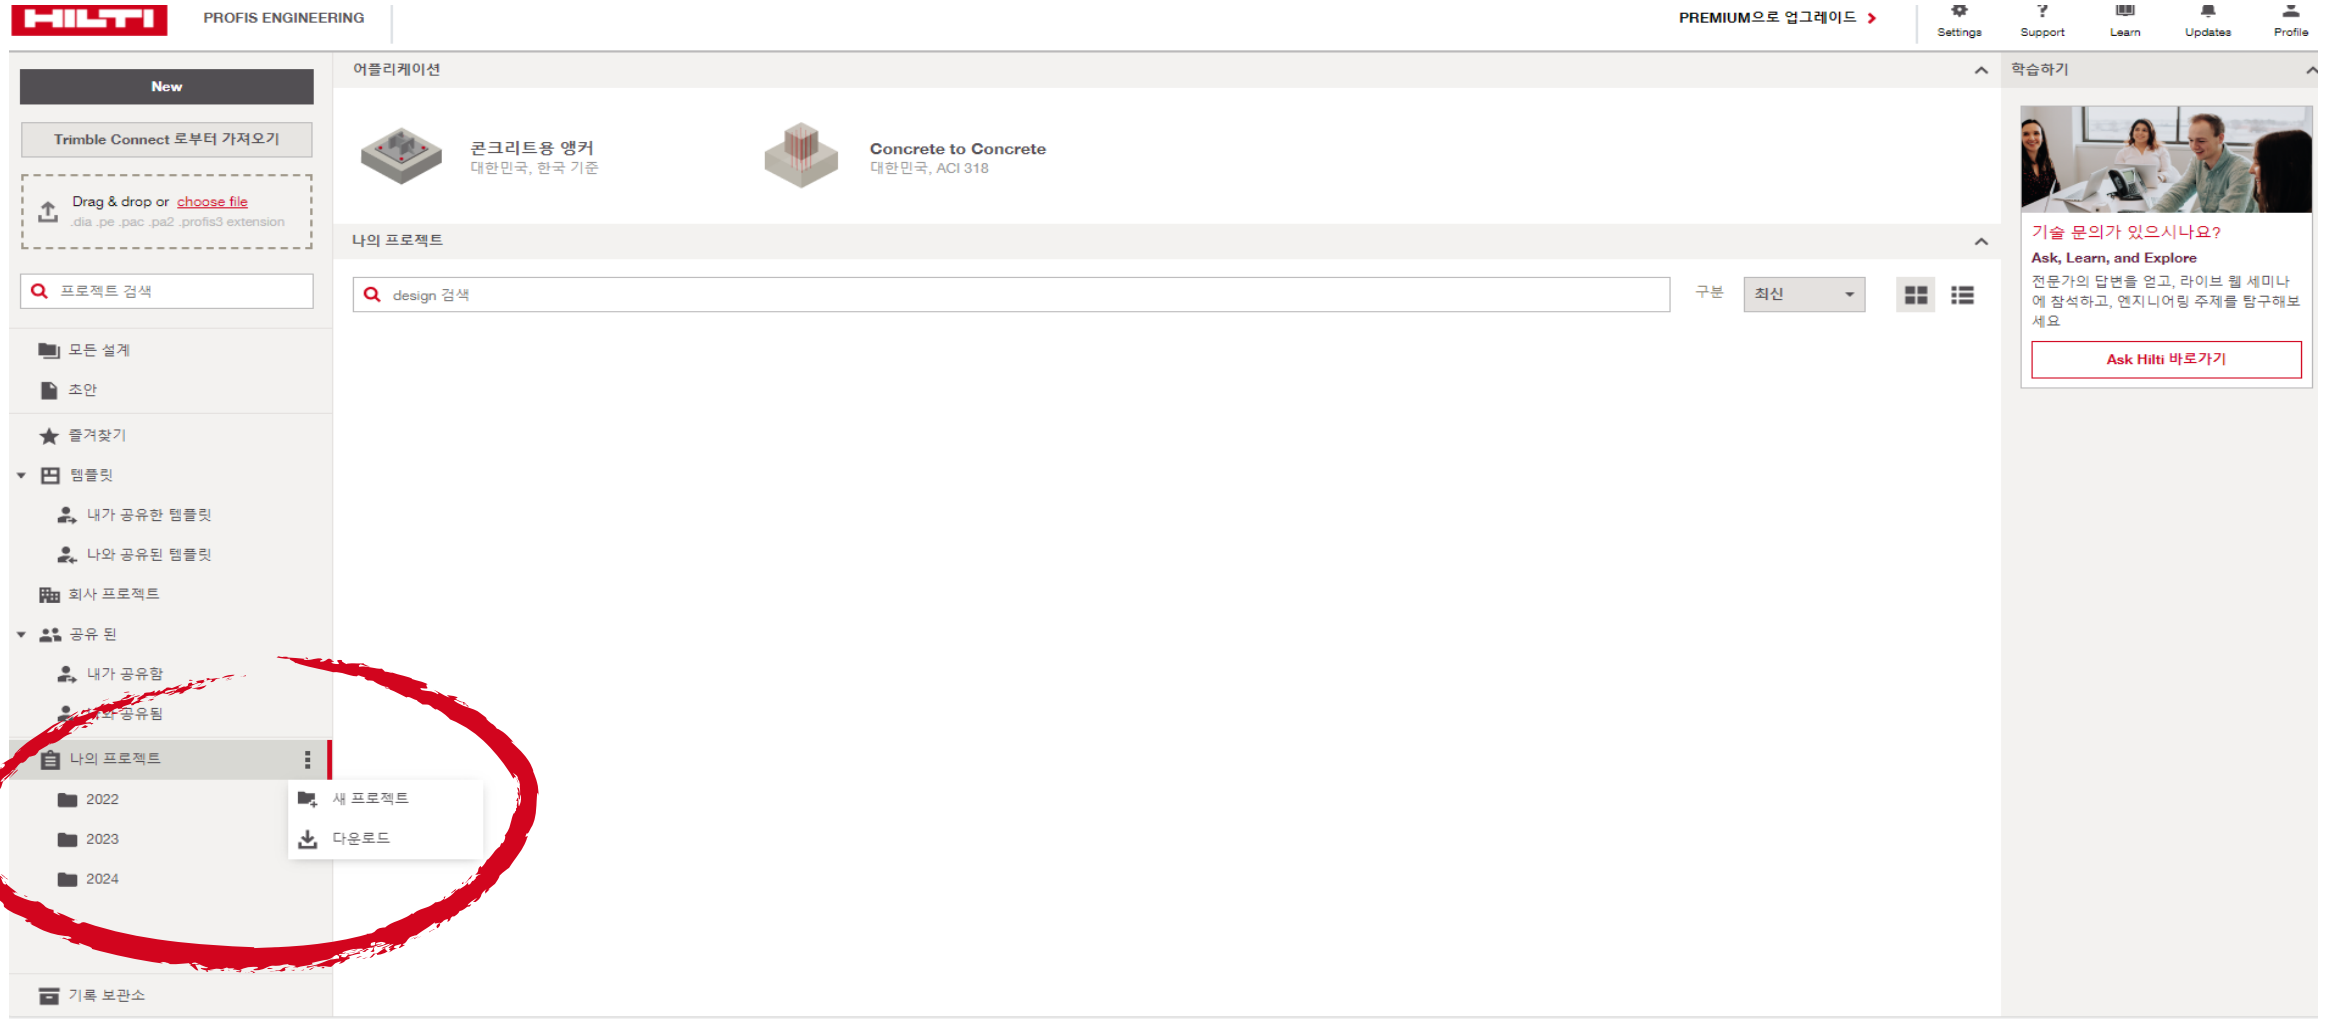 HILTI
PROFIS ENGINEERING
PREMIUM으로 업그레이드
Settings
Support
Learn
Updates
Profile
New
Trimble Connect 로부터 가져오기
Drag & drop or choose file
.dia .pe .pac .pa2 .profis3 extension
프로젝트 검색
모든 설계
초안
즐겨찾기
템플릿
내가 공유한 템플릿
나와 공유된 템플릿
회사 프로젝트
공유 된
내가 공유함
나와 공유됨
나의 프로젝트
2022
2023
2024
새 프로젝트
다운로드
기록 보관소
어플리케이션
콘크리트용 앵커
대한민국, 한국 기준
Concrete to Concrete
대한민국, ACI 318
나의 프로젝트
design 검색
구분
최신
학습하기
기술 문의가 있으시나요?
Ask, Learn, and Explore
전문가의 답변을 얻고, 라이브 웹 세미나
에 참석하고, 엔지니어링 주제를 탐구해보
세요
Ask Hilti 바로가기